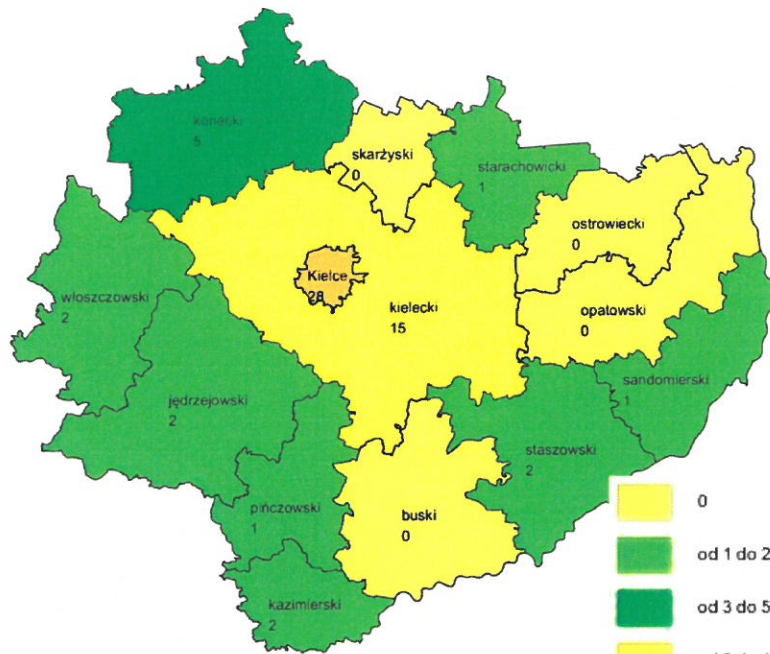 konecki
5
skarżyski
0
starachowicki
1
ostrowiecki
0
Kielce
28
włoszczowski
2
kielecki
15
opatowski
0
jędrzejowski
2
sandomierski
1
staszowski
2
pińczowski
1
buski
0
kazimierski
2
0
od 1 do 2
od 3 do 5